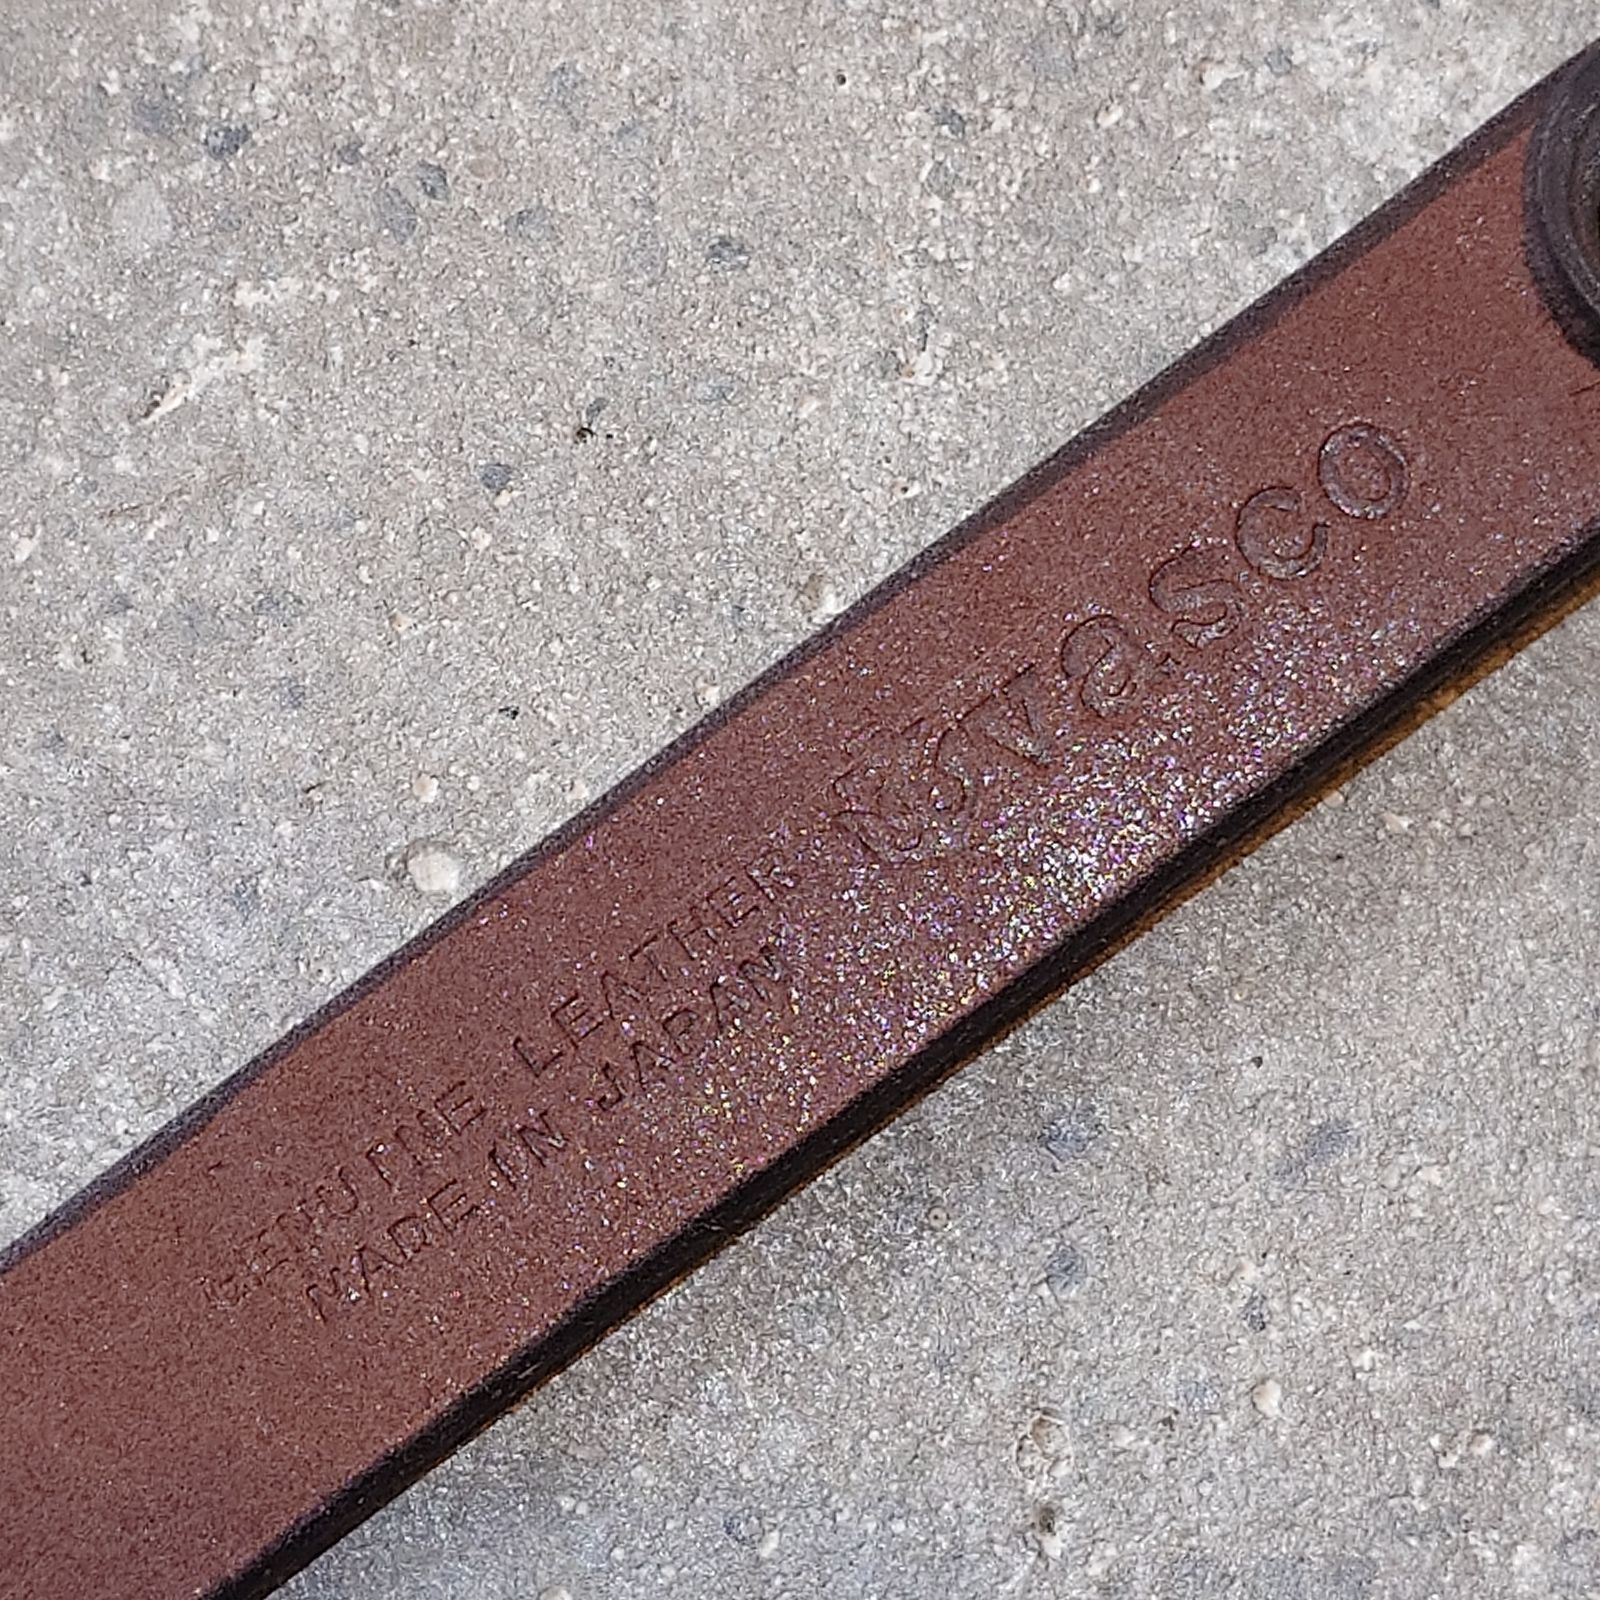 vasco
GENUINE LEATHER
MADE IN JAPAN